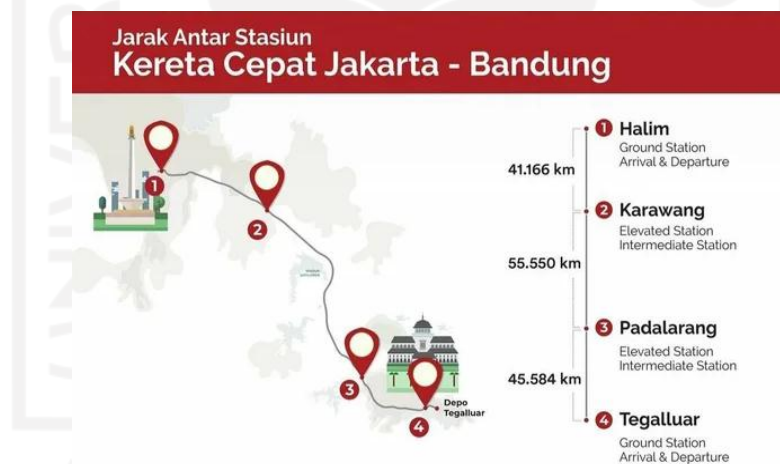 Jarak Antar Stasiun
Kereta Cepat Jakarta - Bandung
1
2
3
4
Depo
Tegalluar
1 Halim
Ground Station
Arrival & Departure
41.166 km
2 Karawang
Elevated Station
Intermediate Station
55.550 km
3 Padalarang
Elevated Station
Intermediate Station
45.584 km
4 Tegalluar
Ground Station
Arrival & Departure